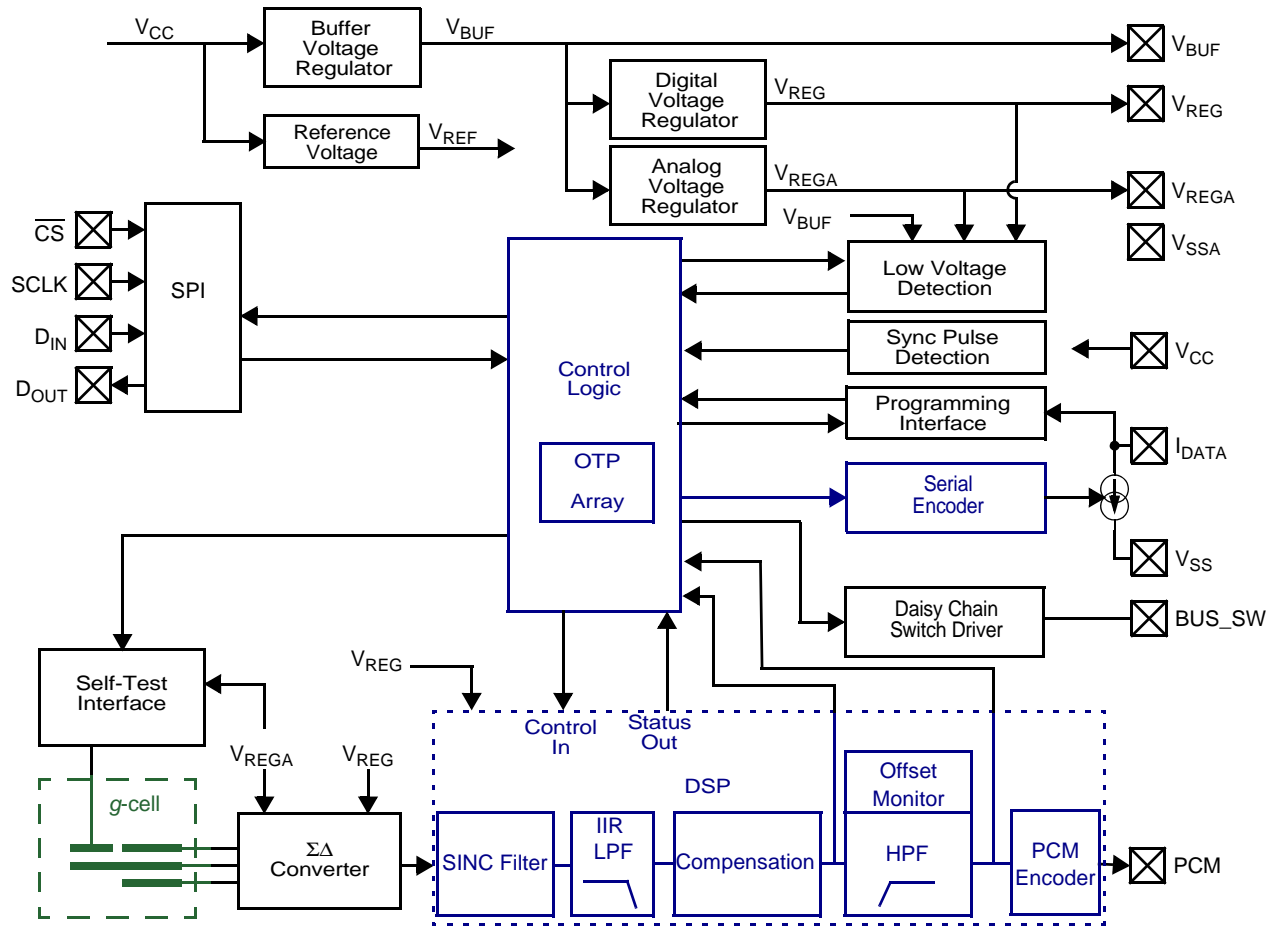 VCC
Buffer
Voltage
Regulator
VBUF
VBUF
Digital
Voltage
Regulator
VREG
VREG
Reference
Voltage
VREF
Analog
Voltage
Regulator
VREGA
VREGA
VBUF
VSSA
CS
SCLK
DIN
DOUT
SPI
Low Voltage
Detection
Sync Pulse
Detection
VCC
Control
Logic
OTP
Array
Programming
Interface
IDATA
Serial
Encoder
VSS
Daisy Chain
Switch Driver
BUS_SW
Self-Test
Interface
VREG
Control
In
Status
Out
VREGA
VREG
DSP
Offset
Monitor
g-cell
ΣΔ
Converter
SINC Filter
IIR
LPF
Compensation
HPF
PCM
Encoder
PCM